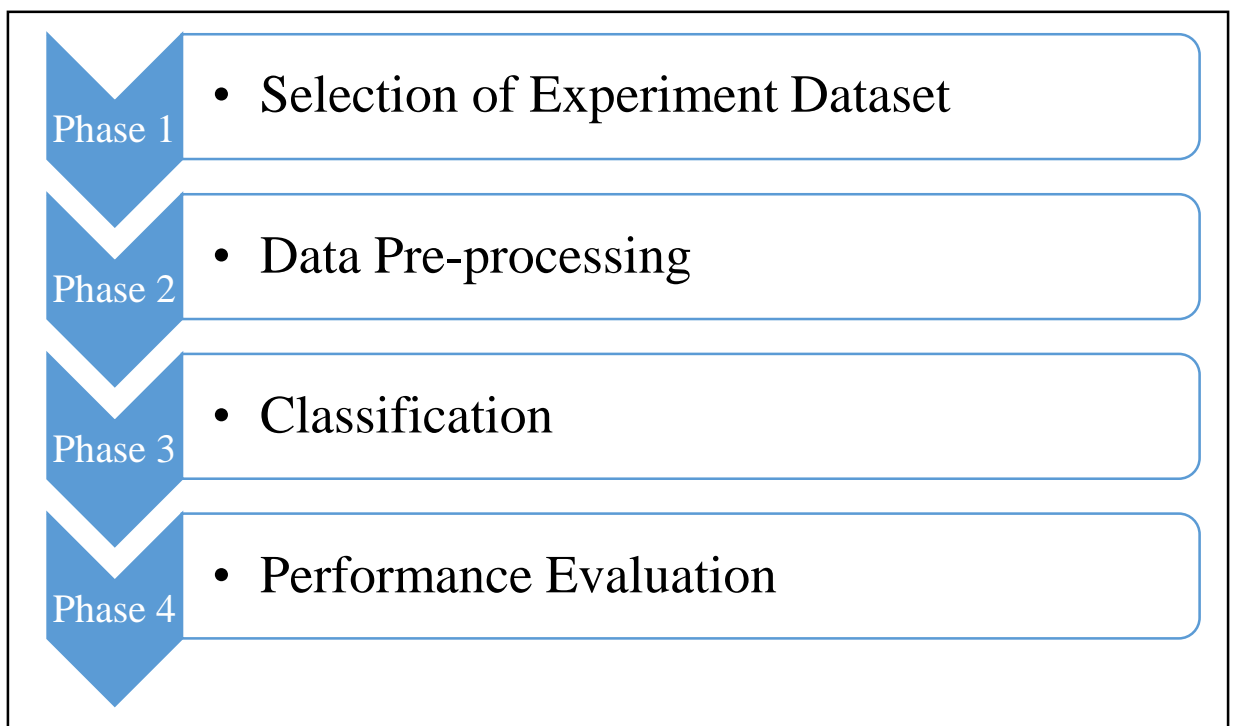 Phase 1
• Selection of Experiment Dataset
Phase 2
• Data Pre-processing
Phase 3
• Classification
Phase 4
• Performance Evaluation